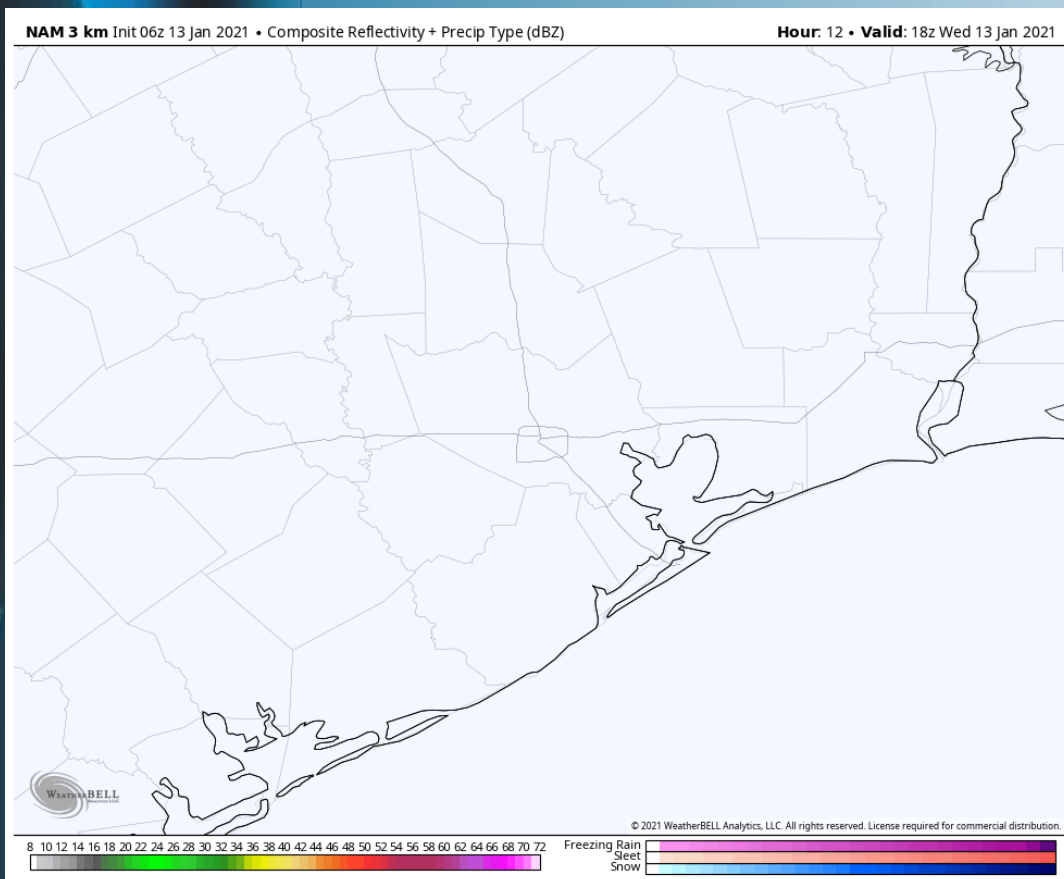 NAM 3 km Init 06z 13 Jan 2021 • Composite Reflectivity + Precip Type (dBZ)
Hour: 12 • Valid: 18z Wed 13 Jan 2021
WEATHERBELL
ANALYTICS LLC
© 2021 WeatherBELL Analytics, LLC. All rights reserved. License required for commercial distribution.
8 10 12 14 16 18 20 22 24 26 28 30 32 34 36 38 40 42 44 46 48 50 52 54 56 58 60 62 64 66 68 70 72
Freezing Rain
Sleet
Snow